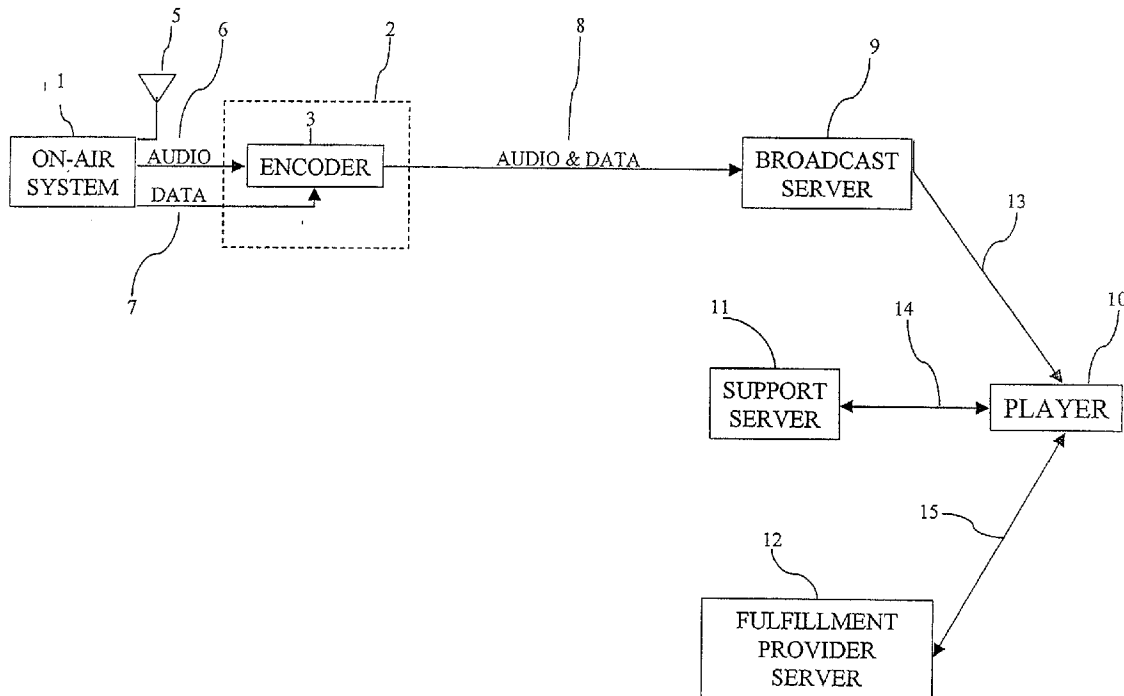 5
6
8
9
1
2
3
ON-AIR
SYSTEM
AUDIO
ENCODER
AUDIO & DATA
BROADCAST
SERVER
DATA
7
13
11
14
10
SUPPORT
SERVER
PLAYER
15
12
FULFILLMENT
PROVIDER
SERVER